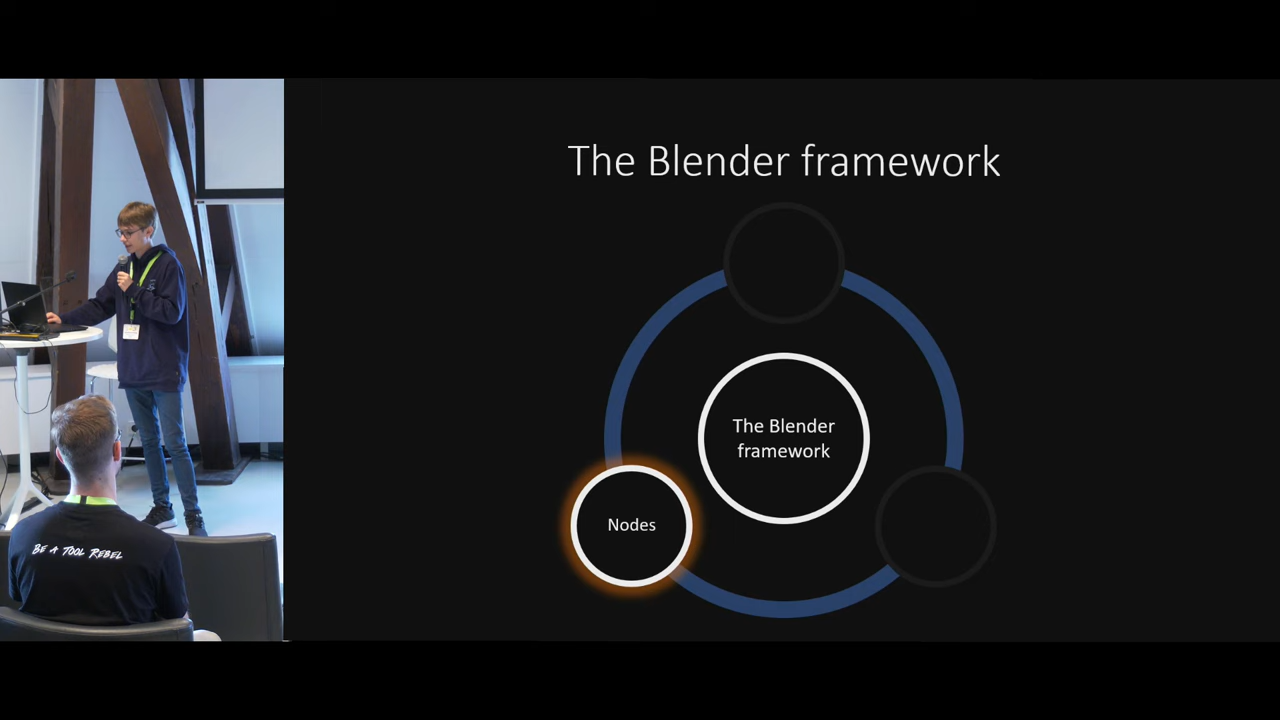 The Blender framework
The Blender
framework
Nodes
BE A TOOL REBEL